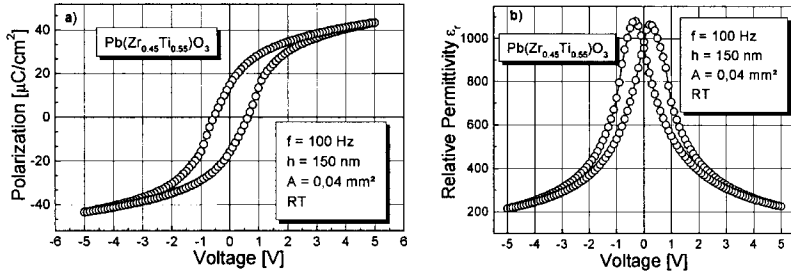 a)
Pb(Zr0.45Ti0.55)O3
f = 100 Hz
h = 150 nm
A = 0,04 mm²
RT
Polarization [µC/cm²]
40
20
0
-20
-40
-6 -5 -4 -3 -2 -1 0 1 2 3 4 5 6
Voltage [V]
b)
Pb(Zr0.45Ti0.55)O3
f = 100 Hz
h = 150 nm
A = 0,04 mm²
RT
Relative Permittivity εr
1000
800
600
400
200
-5 -4 -3 -2 -1 0 1 2 3 4 5
Voltage [V]